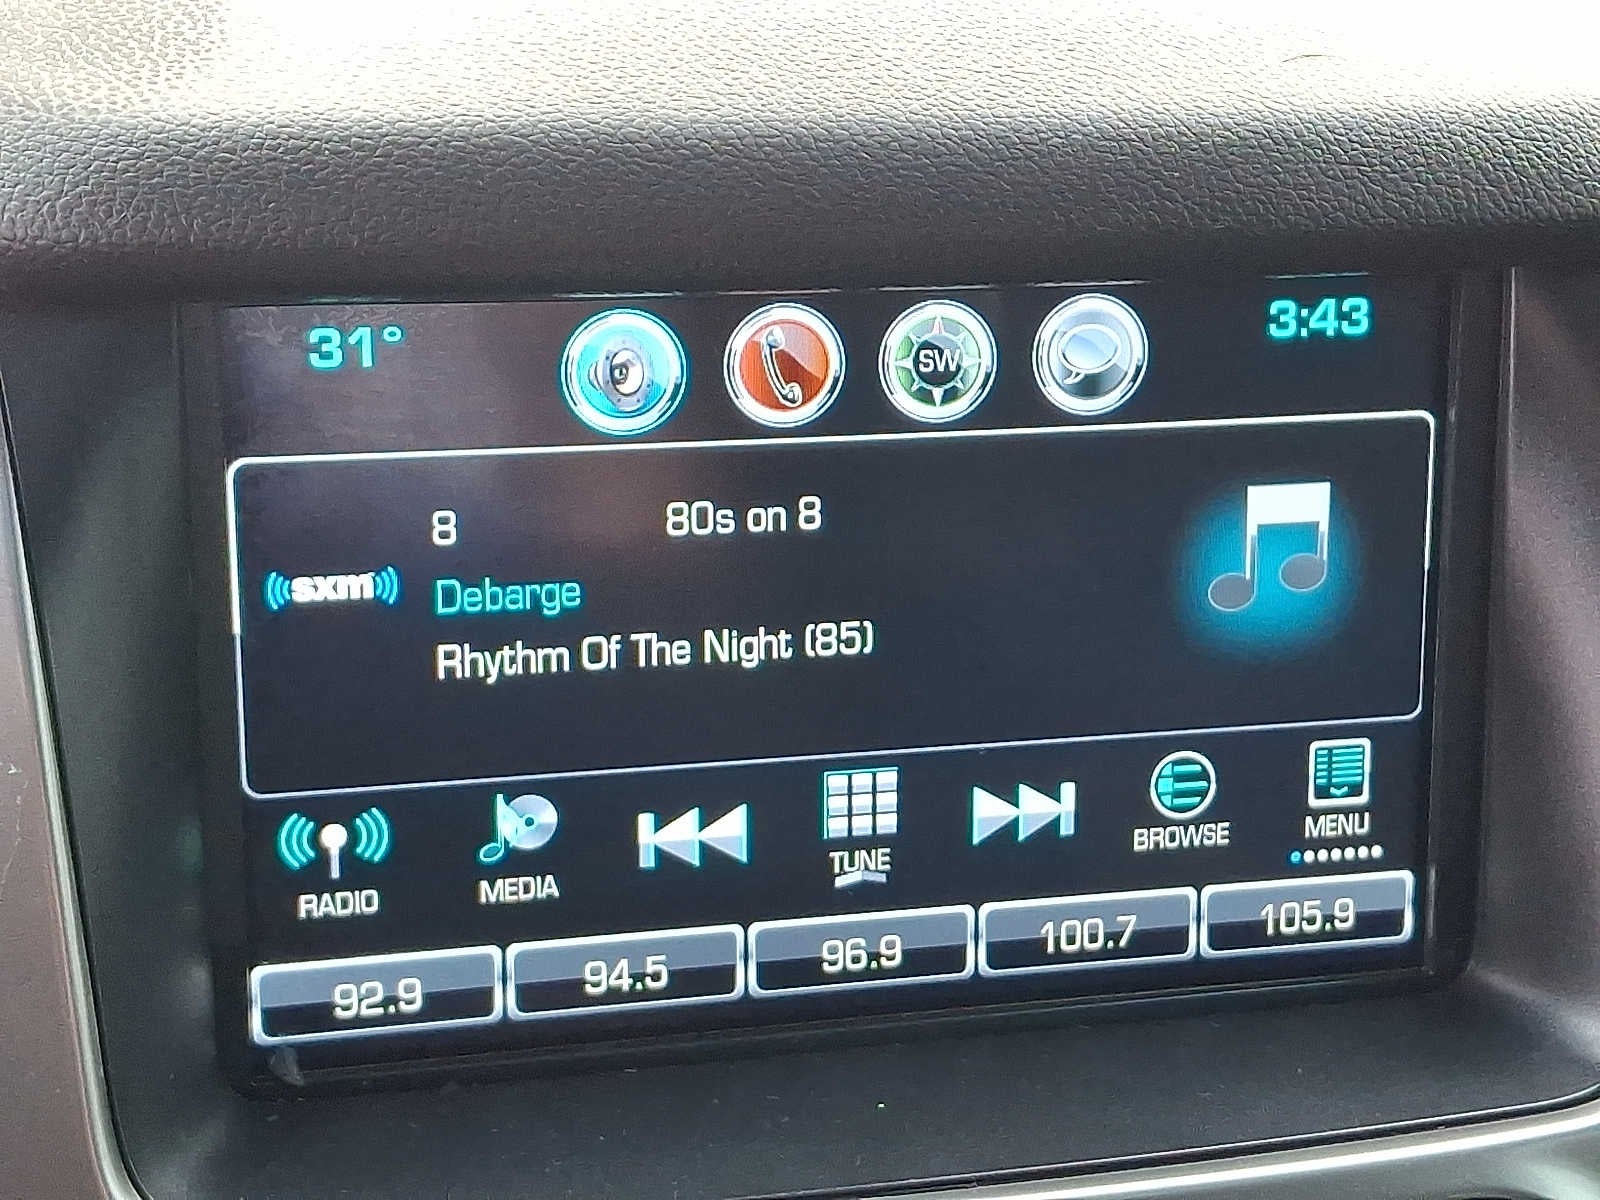 31°
SW
3:43
8
80s on 8
sxm
Debarge
Rhythm Of The Night (85)
RADIO
MEDIA
TUNE
BROWSE
MENU
92.9
94.5
96.9
100.7
105.9